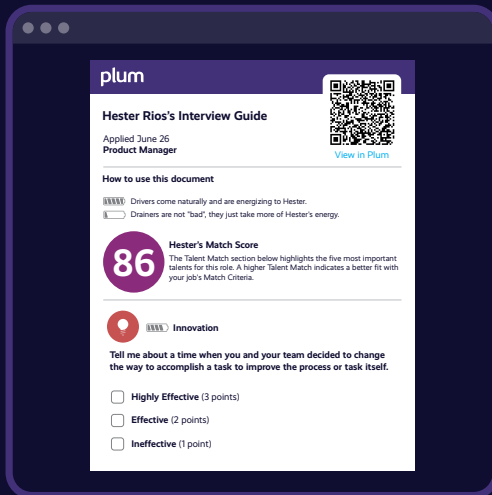 plum
Hester Rios's Interview Guide
Applied June 26
Product Manager
View in Plum
How to use this document
Drivers come naturally and are energizing to Hester.
Drainers are not "bad", they just take more of Hester's energy.
86
Hester's Match Score
The Talent Match section below highlights the five most important
talents for this role. A higher Talent Match indicates a better fit with
your job's Match Criteria.
Innovation
Tell me about a time when you and your team decided to change
the way to accomplish a task to improve the process or task itself.
Highly Effective (3 points)
Effective (2 points)
Ineffective (1 point)